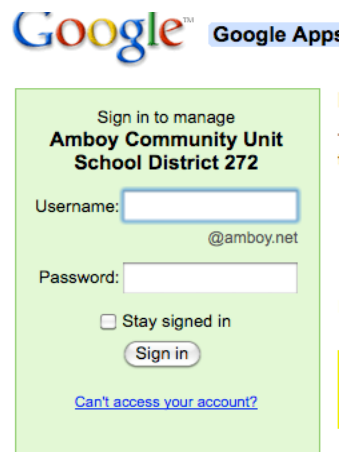 Google™ Google Apps
Sign in to manage
Amboy Community Unit
School District 272
Username:
@amboy.net
Password:
Stay signed in
Sign in
Can't access your account?